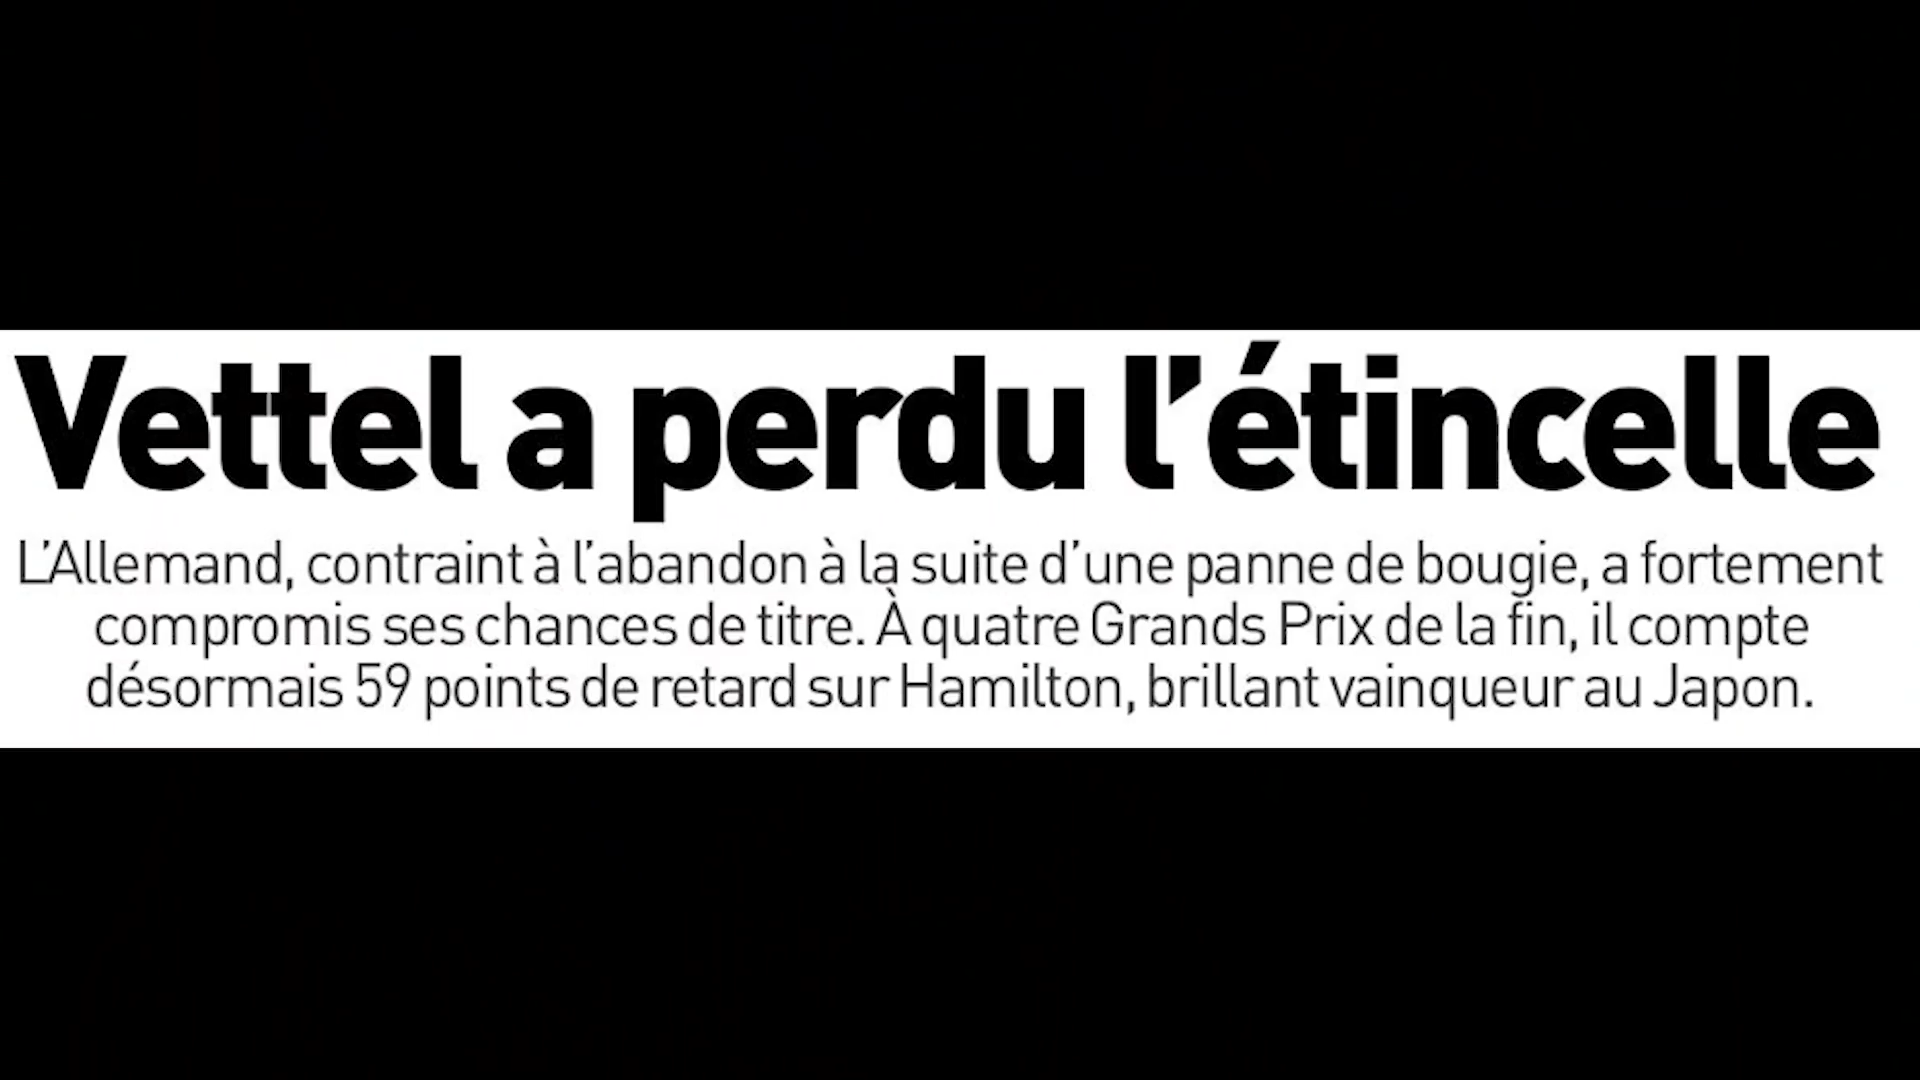 Vettel a perdu l’étincelle
L’Allemand, contraint à l’abandon à la suite d’une panne de bougie, a fortement
compromis ses chances de titre. À quatre Grands Prix de la fin, il compte
désormais 59 points de retard sur Hamilton, brillant vainqueur au Japon.